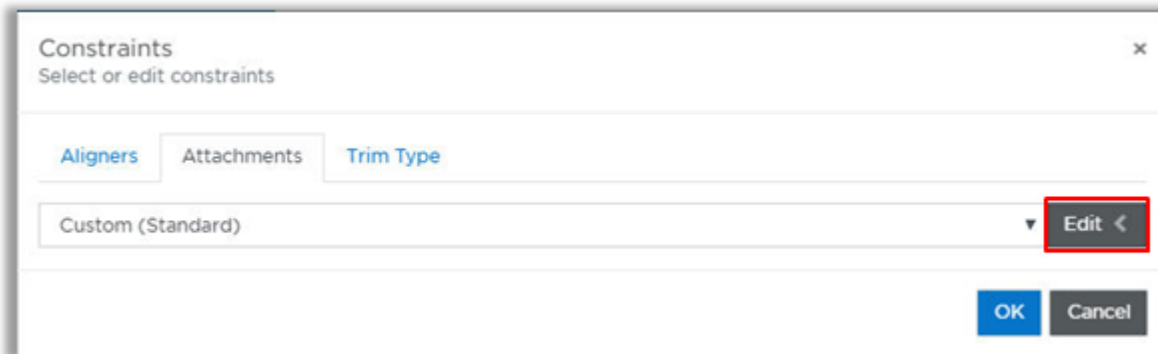 Constraints
Select or edit constraints
Aligners Attachments Trim Type
Custom (Standard) Edit
OK Cancel